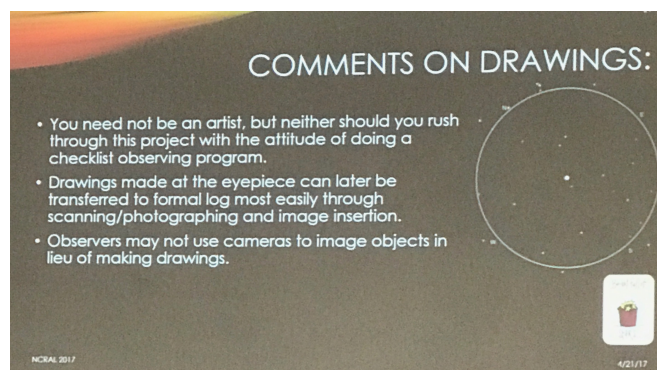 COMMENTS ON DRAWINGS:
• You need not be an artist, but neither should you rush
through this project with the attitude of doing a
checklist observing program.
• Drawings made at the eyepiece can later be
transferred to formal log most easily through
scanning/photographing and image insertion.
• Observers may not use cameras to image objects in
lieu of making drawings.
NCRAL 2017
4/21/17